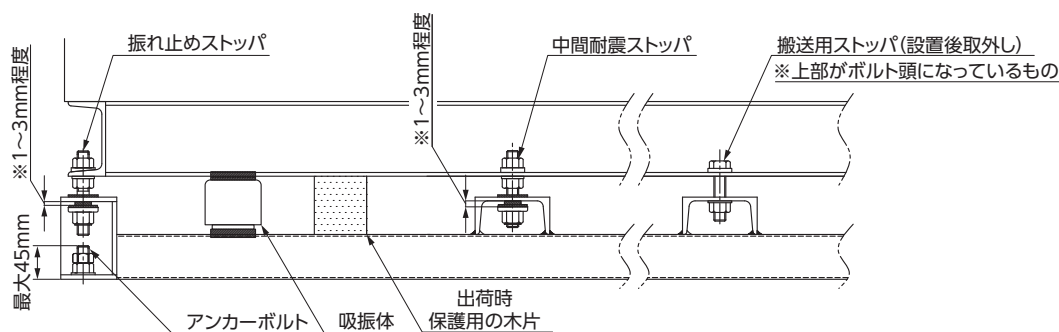 振れ止めストッパ
中間耐震ストッパ
搬送用ストッパ(設置後取外し)
※上部がボルト頭になっているもの
※1～3mm程度
※1～3mm程度
最大45mm
アンカーボルト
吸振体
出荷時
保護用の木片